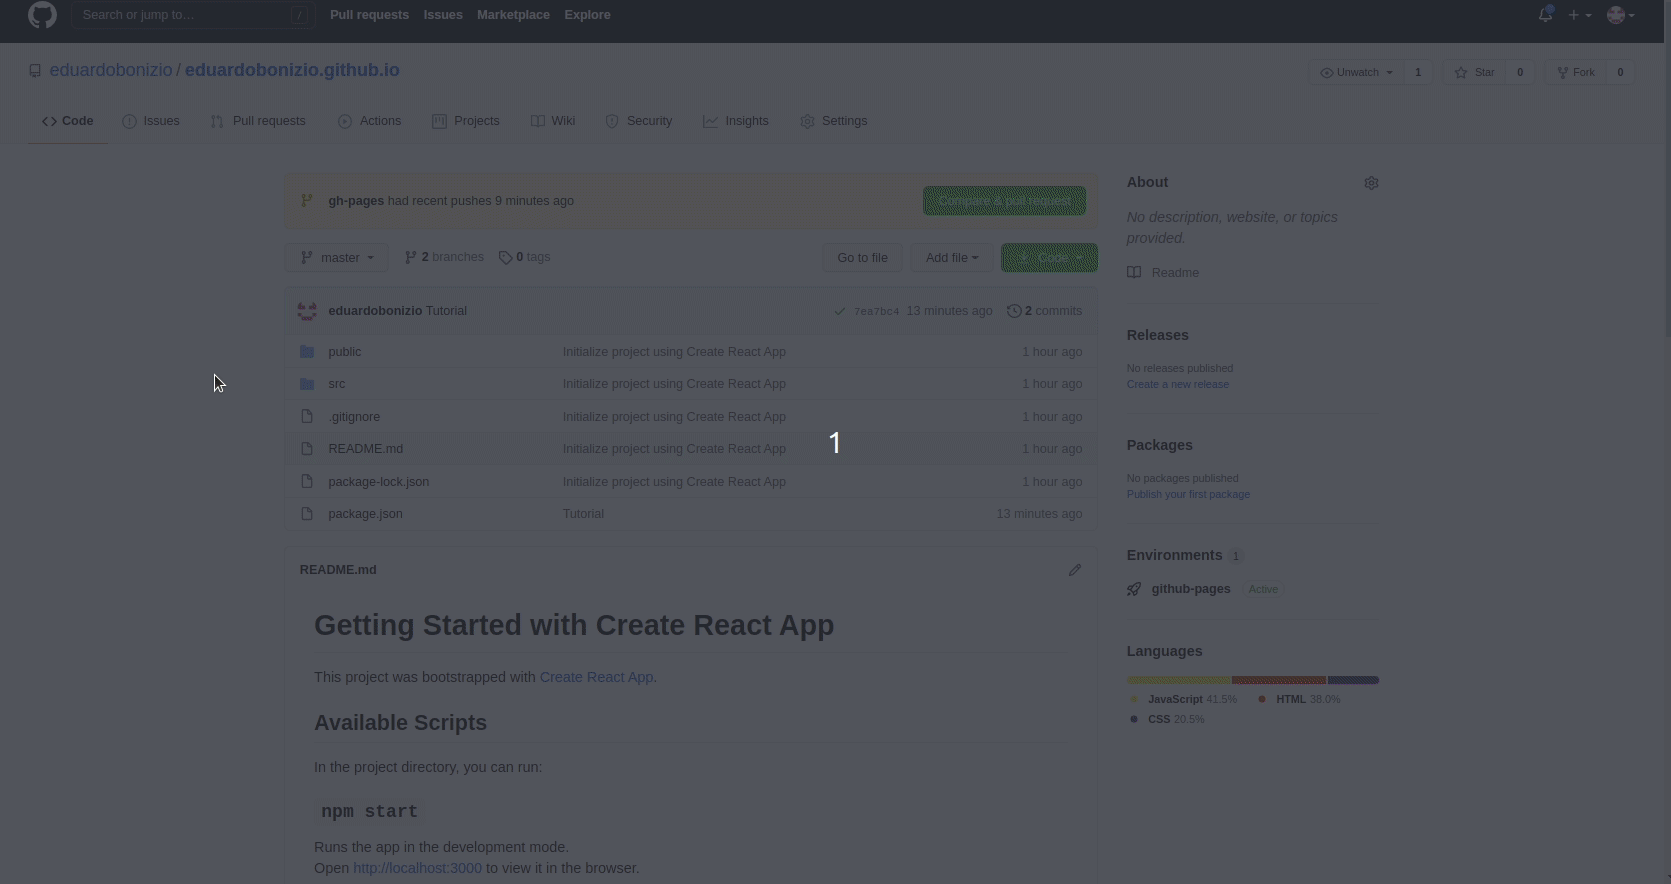 Search or jump to… /
Pull requests Issues Marketplace Explore
eduardobonizio / eduardobonizio.github.io
Unwatch 1 Star 0 Fork 0
Code Issues Pull requests Actions Projects Wiki Security Insights Settings
gh-pages had recent pushes 9 minutes ago
Compare & pull request
master 2 branches 0 tags
Go to file Add file Code
eduardobonizio Tutorial 7ea7bc4 13 minutes ago 2 commits
public Initialize project using Create React App 1 hour ago
src Initialize project using Create React App 1 hour ago
.gitignore Initialize project using Create React App 1 hour ago
README.md Initialize project using Create React App 1 hour ago
package-lock.json Initialize project using Create React App 1 hour ago
package.json Tutorial 13 minutes ago
1
README.md
Getting Started with Create React App
This project was bootstrapped with Create React App.
Available Scripts
In the project directory, you can run:
npm start
Runs the app in the development mode.
Open http://localhost:3000 to view it in the browser.
About
No description, website, or topics
provided.
Readme
Releases
No releases published
Create a new release
Packages
No packages published
Publish your first package
Environments 1
github-pages Active
Languages
JavaScript 41.5% HTML 38.0%
CSS 20.5%